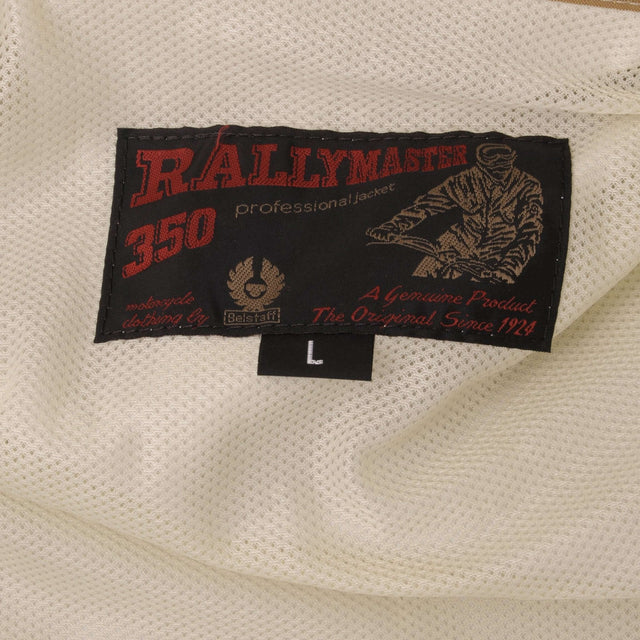 RALLYMASTER
professional jacket
350
motorcycle
clothing by
Belstaff
A Genuine Product
The Original Since 1924
L